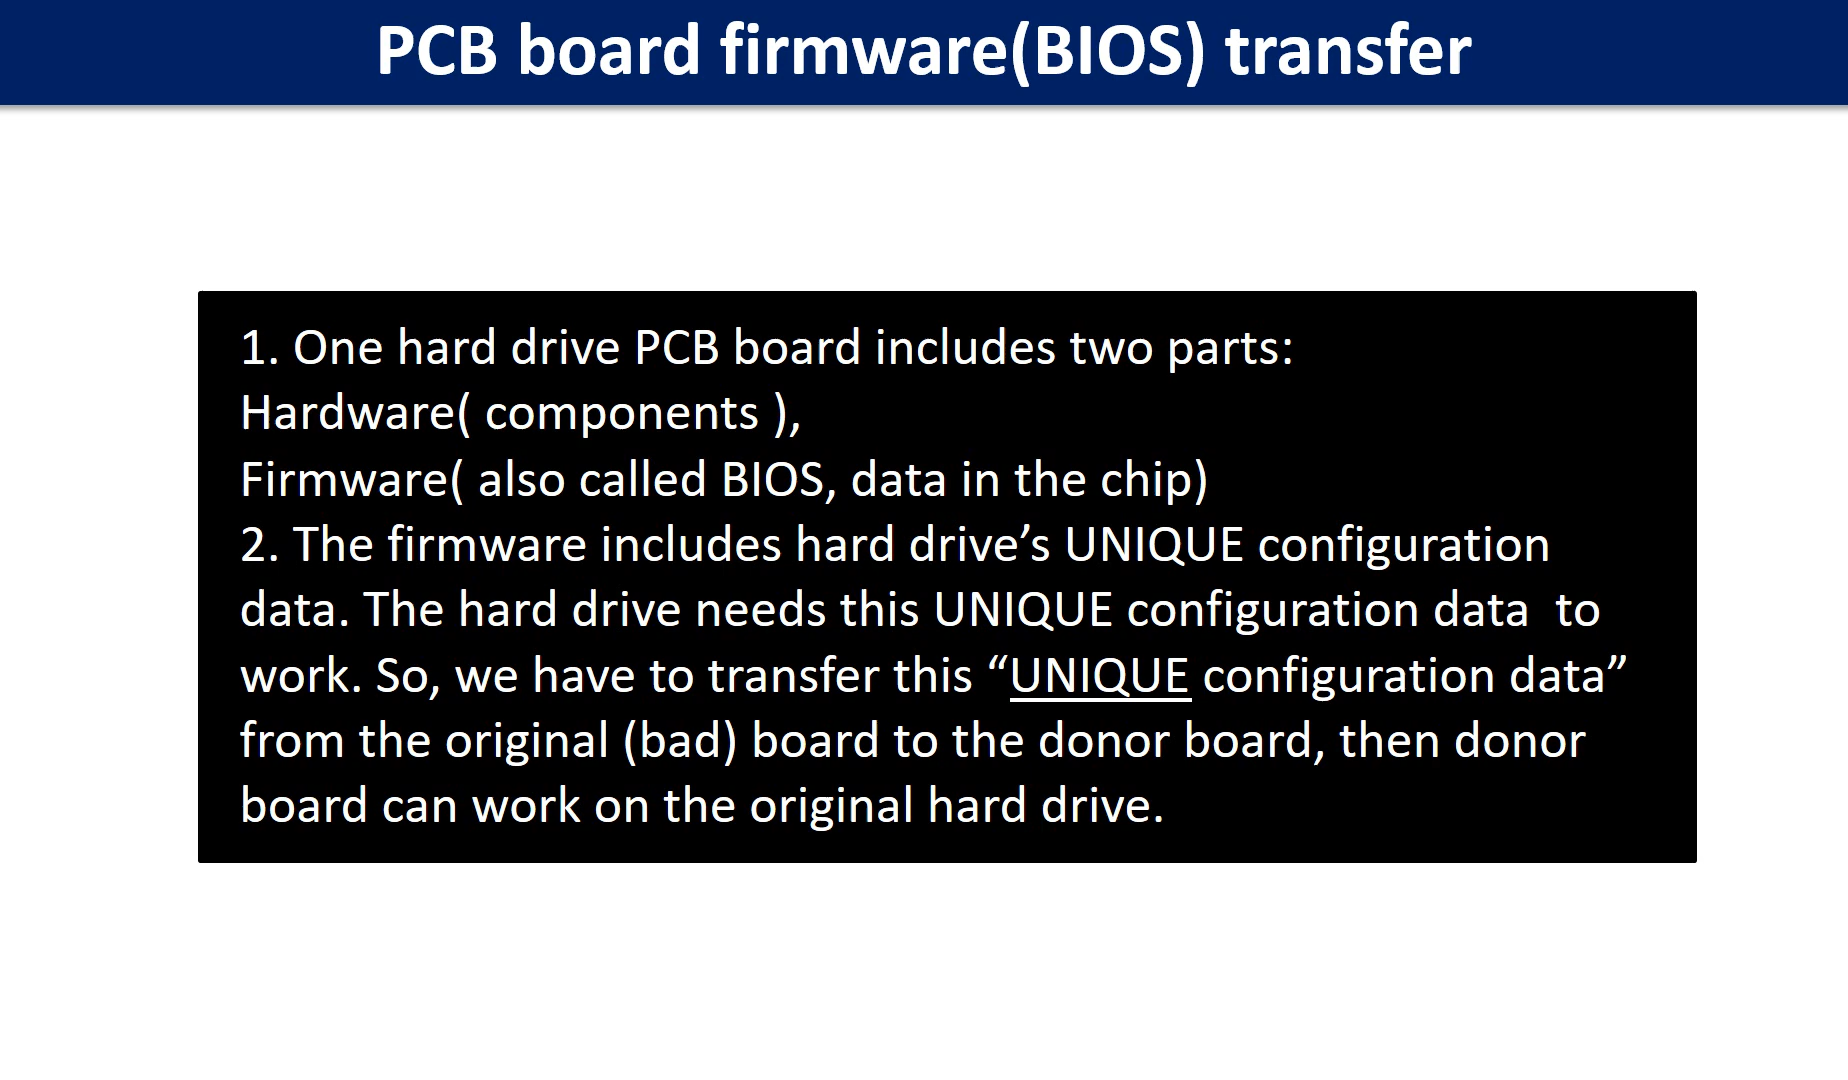 PCB board firmware(BIOS) transfer
1. One hard drive PCB board includes two parts:
Hardware( components ),
Firmware( also called BIOS, data in the chip)
2. The firmware includes hard drive’s UNIQUE configuration
data. The hard drive needs this UNIQUE configuration data  to
work. So, we have to transfer this “UNIQUE configuration data”
from the original (bad) board to the donor board, then donor
board can work on the original hard drive.